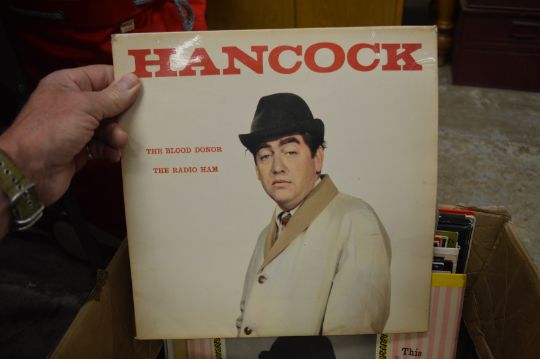 HANCOCK
THE BLOOD DONOR
THE RADIO HAM
This